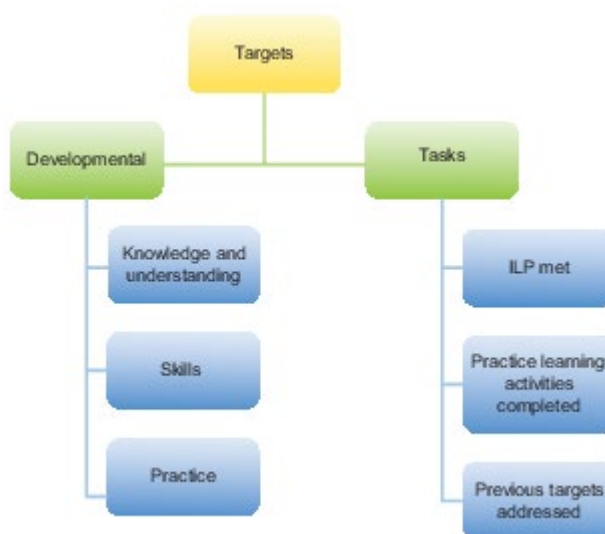 Targets
Developmental
Tasks
Knowledge and
understanding
Skills
Practice
ILP met
Practice learning
activities
completed
Previous targets
addressed